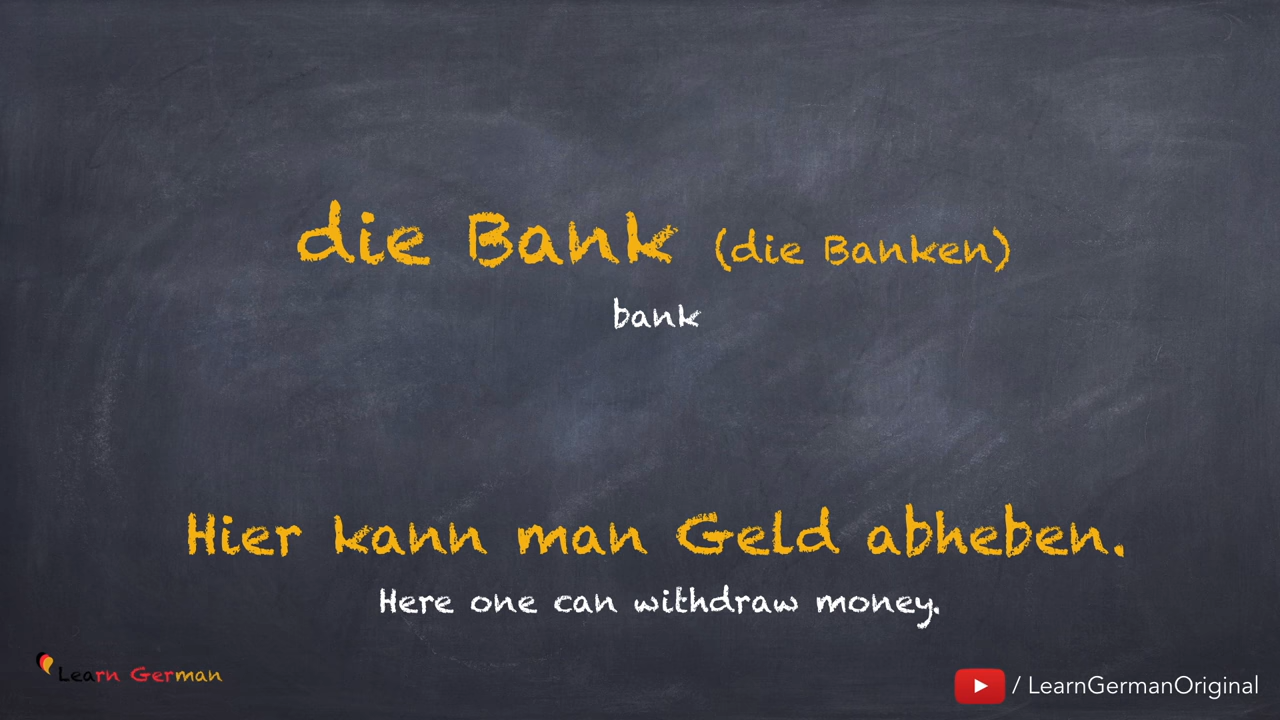 die Bank (die Banken)
bank
Hier kann man Geld abheben.
Here one can withdraw money.
Learn German
/ LearnGermanOriginal